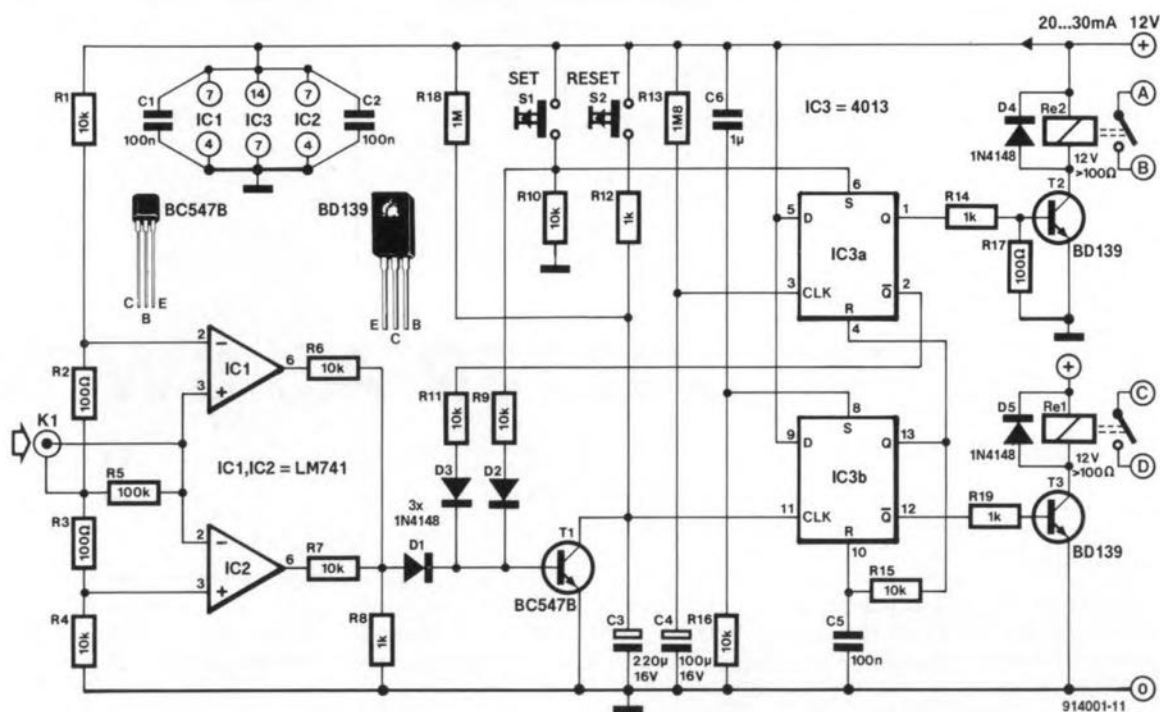 20...30mA 12V
+
R1
10k
C1
100n
7
14
7
IC1
IC3
IC2
4
7
4
C2
100n
BC547B
C
B
E
BD139
E
C
B
R18
1M
SET
S1
RESET
S2
R13
1M8
C6
1µ
IC3 = 4013
D4
1N4148
Re2
12V
>100Ω
A
B
R10
10k
R12
1k
6
S
5
D
Q
1
IC3a
3
CLK
Q
2
R
4
R14
1k
R17
100Ω
T2
BD139
R2
100Ω
K1
R5
100k
R3
100Ω
R4
10k
2
−
IC1
3
+
6
R6
10k
IC1,IC2 = LM741
2
−
IC2
3
+
6
R7
10k
R11
10k
R9
10k
D3
D2
3x
1N4148
D1
R8
1k
T1
BC547B
8
S
9
D
Q
13
IC3b
11
CLK
Q
12
R
10
R15
10k
C5
100n
C3
220µ
16V
C4
100µ
16V
R16
10k
+
D5
1N4148
Re1
12V
>100Ω
C
D
R19
1k
T3
BD139
0
914001-11